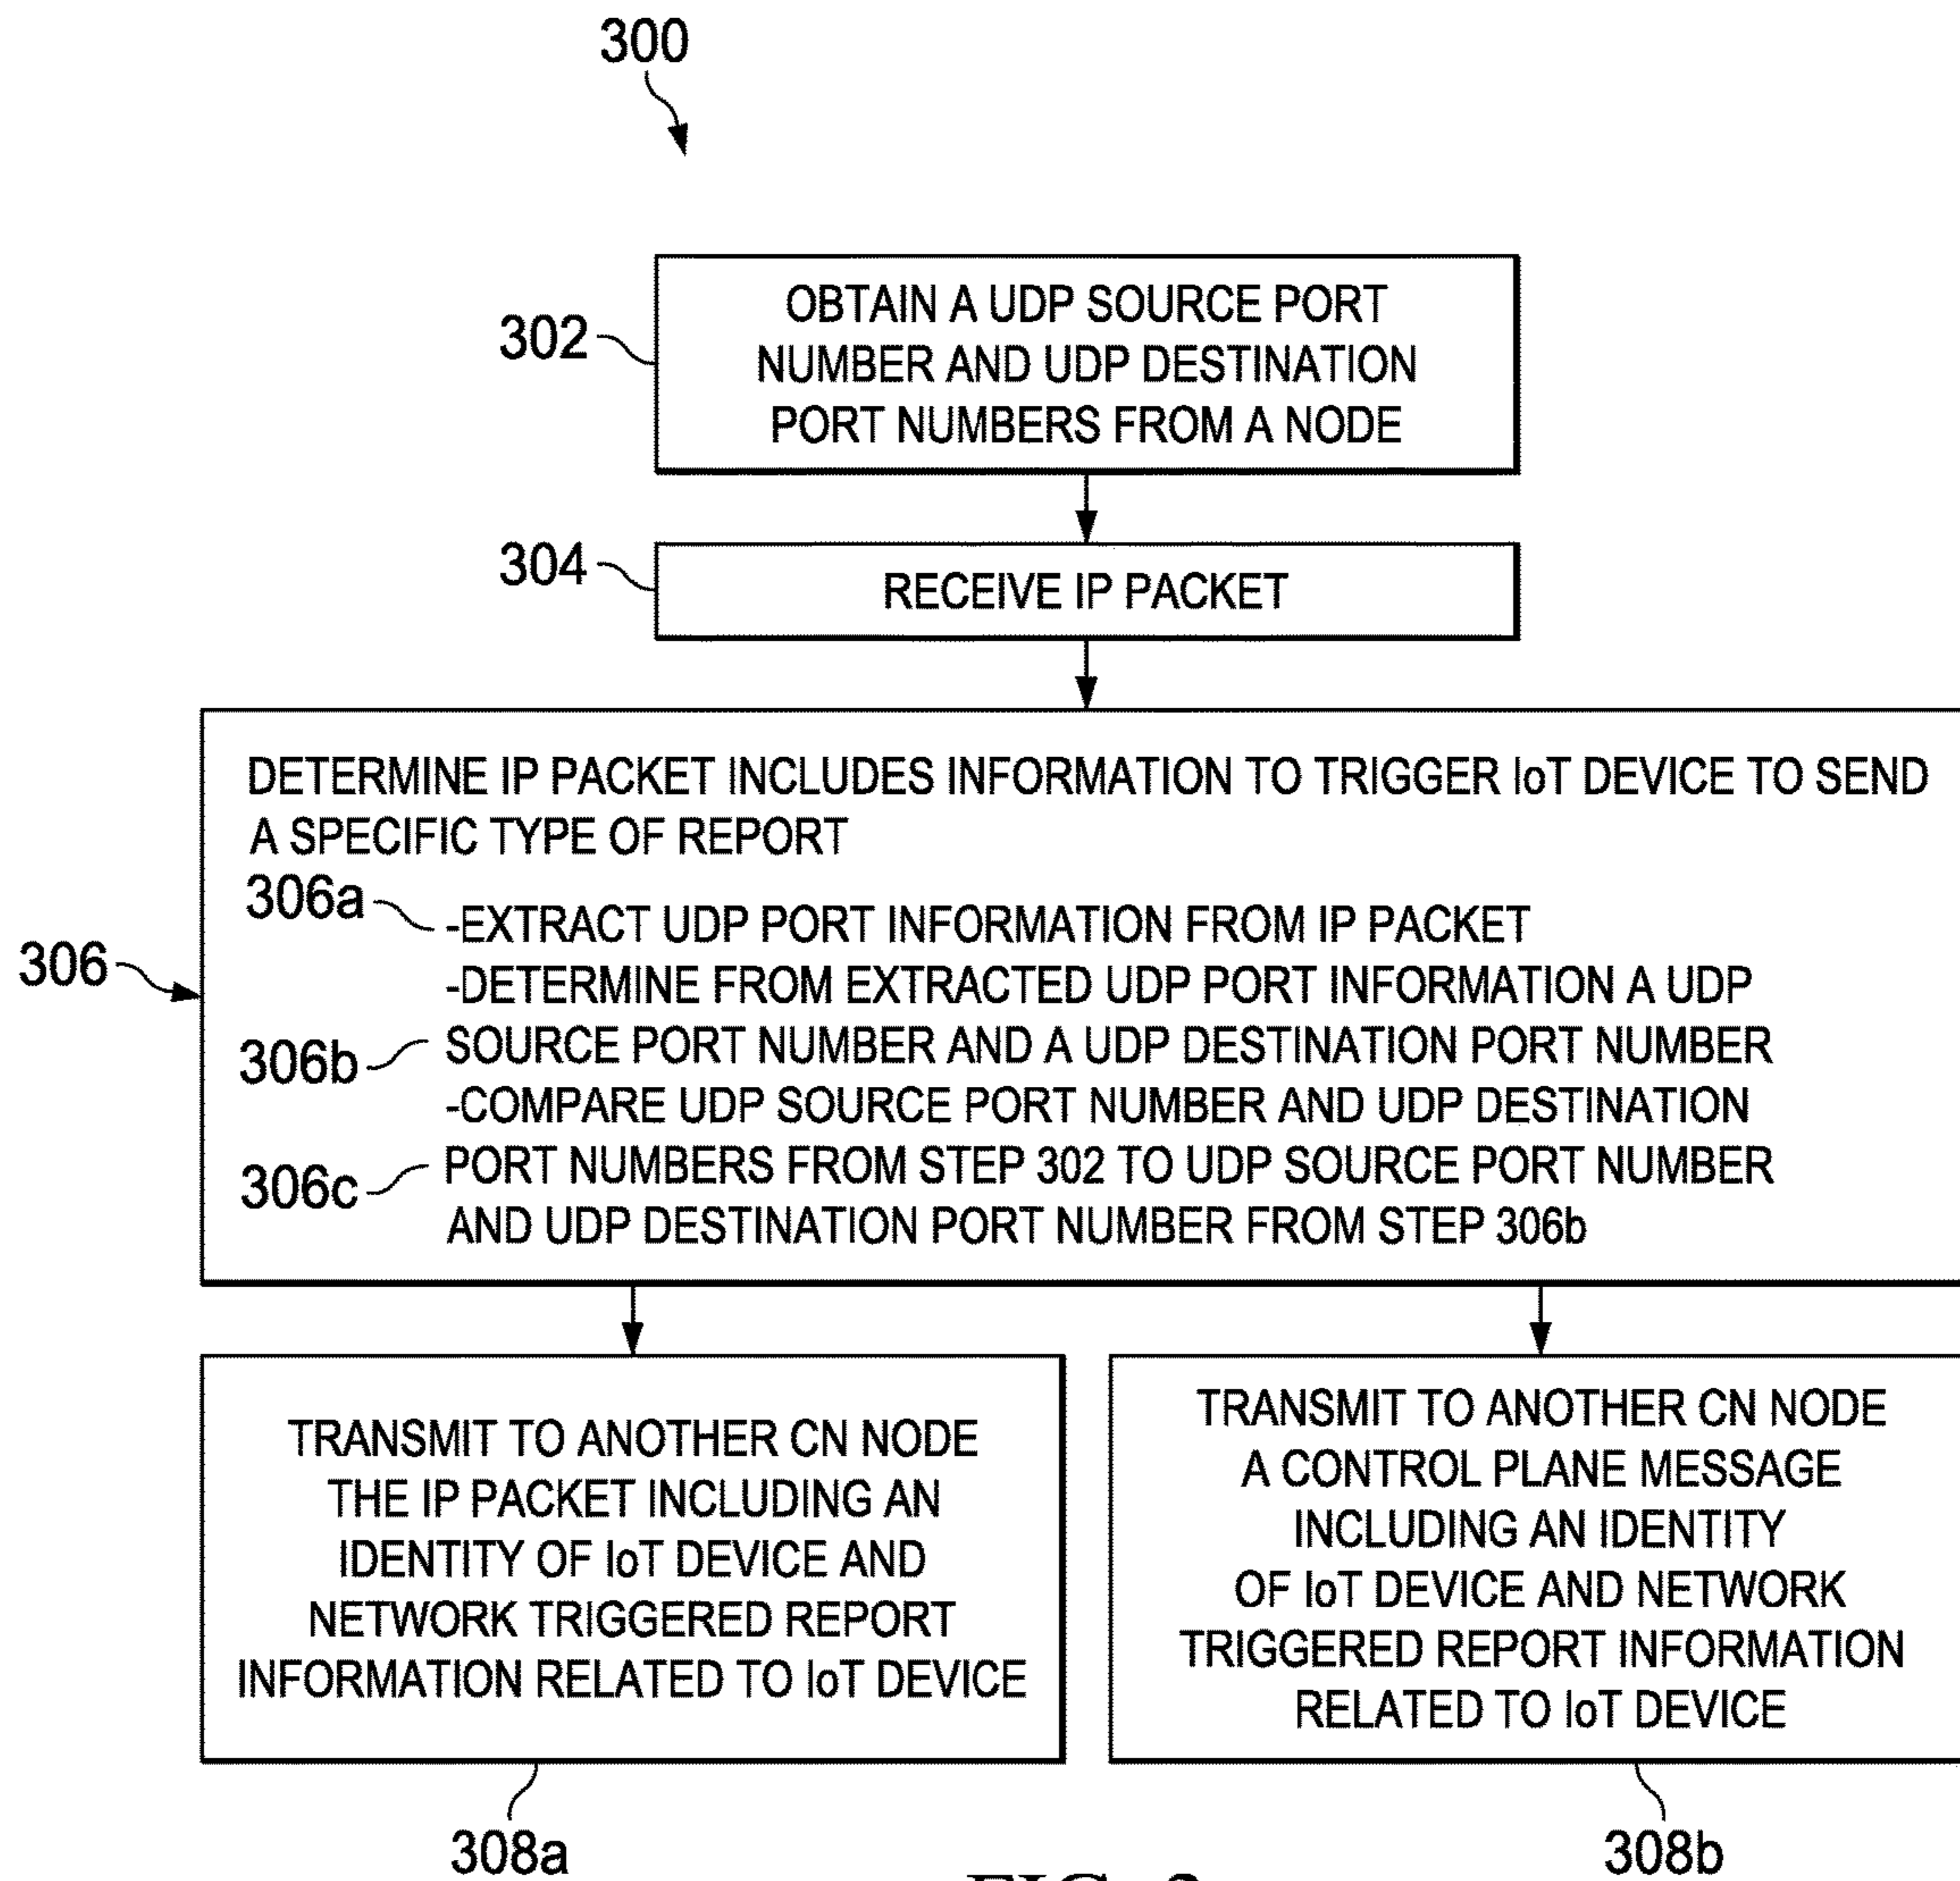 300
302
OBTAIN A UDP SOURCE PORT
NUMBER AND UDP DESTINATION
PORT NUMBERS FROM A NODE
304
RECEIVE IP PACKET
306
DETERMINE IP PACKET INCLUDES INFORMATION TO TRIGGER IoT DEVICE TO SEND
A SPECIFIC TYPE OF REPORT
306a
-EXTRACT UDP PORT INFORMATION FROM IP PACKET
-DETERMINE FROM EXTRACTED UDP PORT INFORMATION A UDP
306b
SOURCE PORT NUMBER AND A UDP DESTINATION PORT NUMBER
-COMPARE UDP SOURCE PORT NUMBER AND UDP DESTINATION
306c
PORT NUMBERS FROM STEP 302 TO UDP SOURCE PORT NUMBER
AND UDP DESTINATION PORT NUMBER FROM STEP 306b
TRANSMIT TO ANOTHER CN NODE
THE IP PACKET INCLUDING AN
IDENTITY OF IoT DEVICE AND
NETWORK TRIGGERED REPORT
INFORMATION RELATED TO IoT DEVICE
308a
TRANSMIT TO ANOTHER CN NODE
A CONTROL PLANE MESSAGE
INCLUDING AN IDENTITY
OF IoT DEVICE AND NETWORK
TRIGGERED REPORT INFORMATION
RELATED TO IoT DEVICE
308b